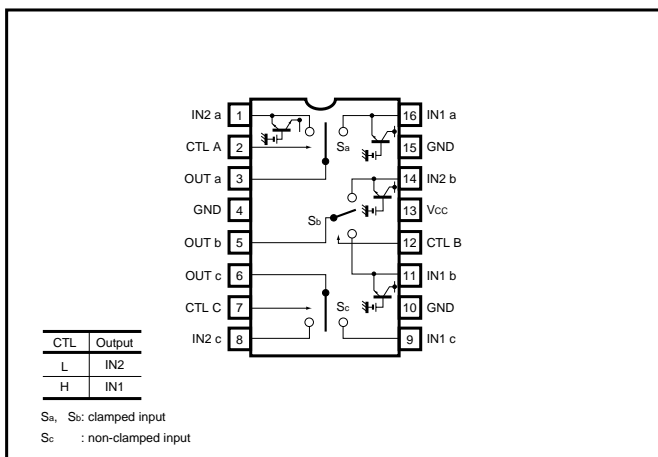 IN2 a 1 16 IN1 a
CTL A 2 Sa 15 GND
OUT a 3 14 IN2 b
GND 4 Sb 13 VCC
OUT b 5 12 CTL B
OUT c 6 11 IN1 b
CTL C 7 Sc 10 GND
IN2 c 8 9 IN1 c
CTL Output
L IN2
H IN1
Sa, Sb: clamped input
Sc : non-clamped input